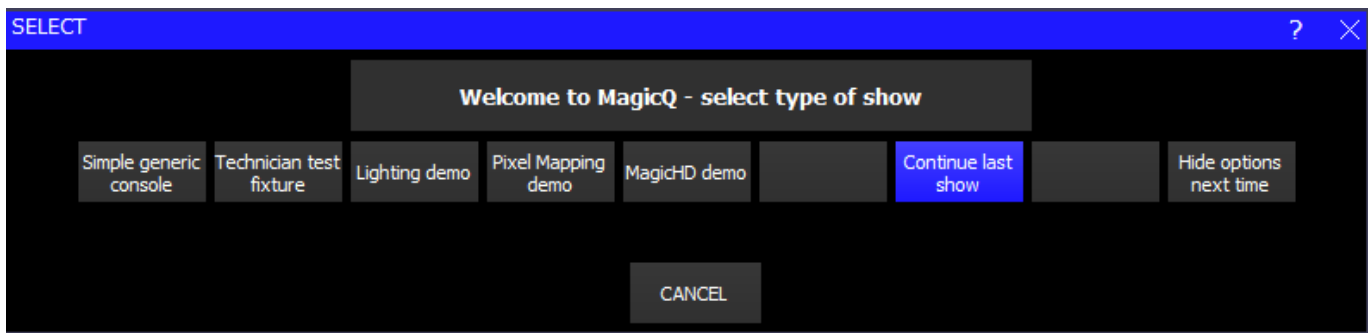 SELECT ? ×
Welcome to MagicQ - select type of show
Simple generic
console
Technician test
fixture
Lighting demo
Pixel Mapping
demo
MagicHD demo
Continue last
show
Hide options
next time
CANCEL